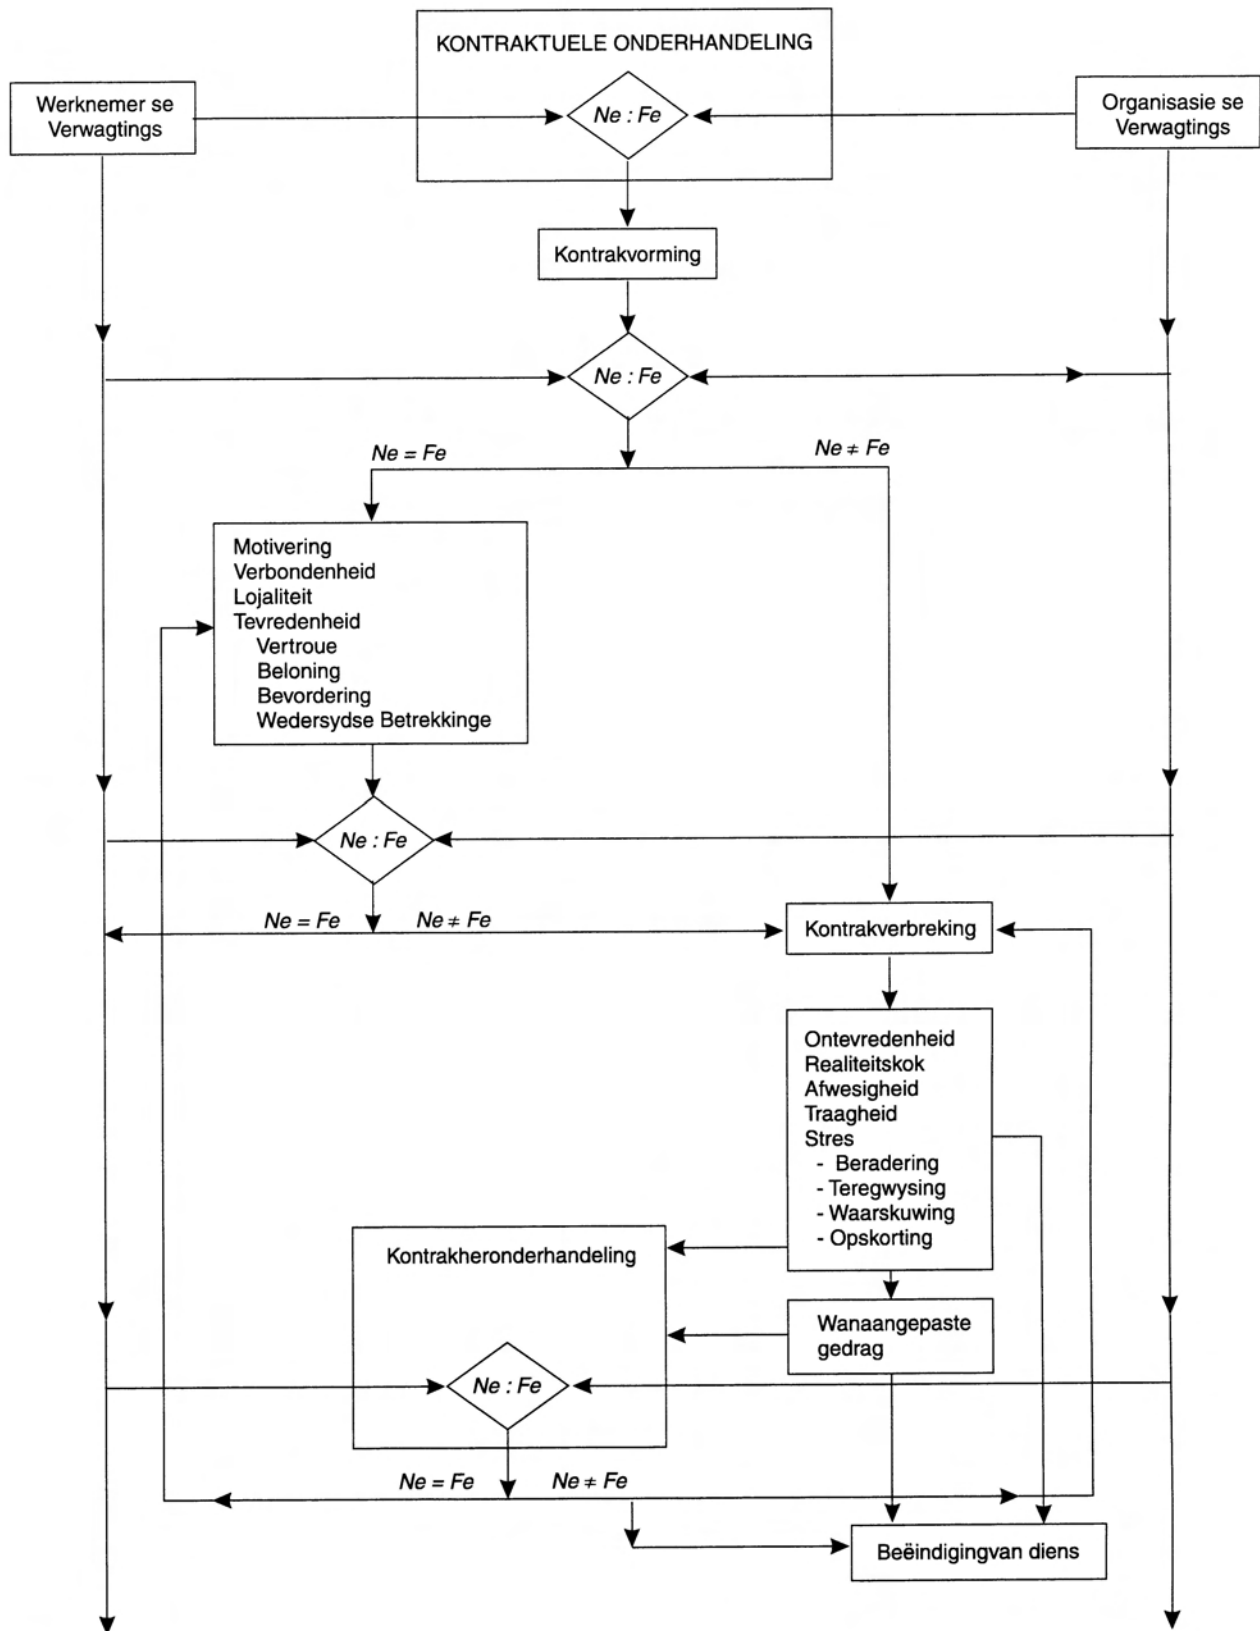 KONTRAKTUELE ONDERHANDELING
Werknemer se
Verwagtings
Ne : Fe
Organisasie se
Verwagtings
Kontrakvorming
Ne : Fe
Ne = Fe
Ne ≠ Fe
Motivering
Verbondenheid
Lojaliteit
Tevredenheid
Vertroue
Beloning
Bevordering
Wedersydse Betrekkinge
Ne : Fe
Ne = Fe
Ne ≠ Fe
Kontrakverbreking
Ontevredenheid
Realiteitskok
Afwesigheid
Traagheid
Stres
- Beradering
- Teregwysing
- Waarskuwing
- Opskorting
Kontrakheronderhandeling
Wanaangepaste
gedrag
Ne : Fe
Ne = Fe
Ne ≠ Fe
Beëindigingvan diens